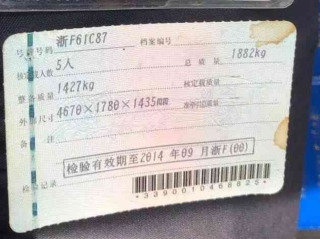 号牌号码 浙F61C87 档案编号
核定载人数 5人 总质量 1882kg
整备质量 1427kg 核定载质量
外廓尺寸 4670×1780×1435mm 准牵引总质量
备注
检验有效期至2014年09月浙F(00)
检验记录